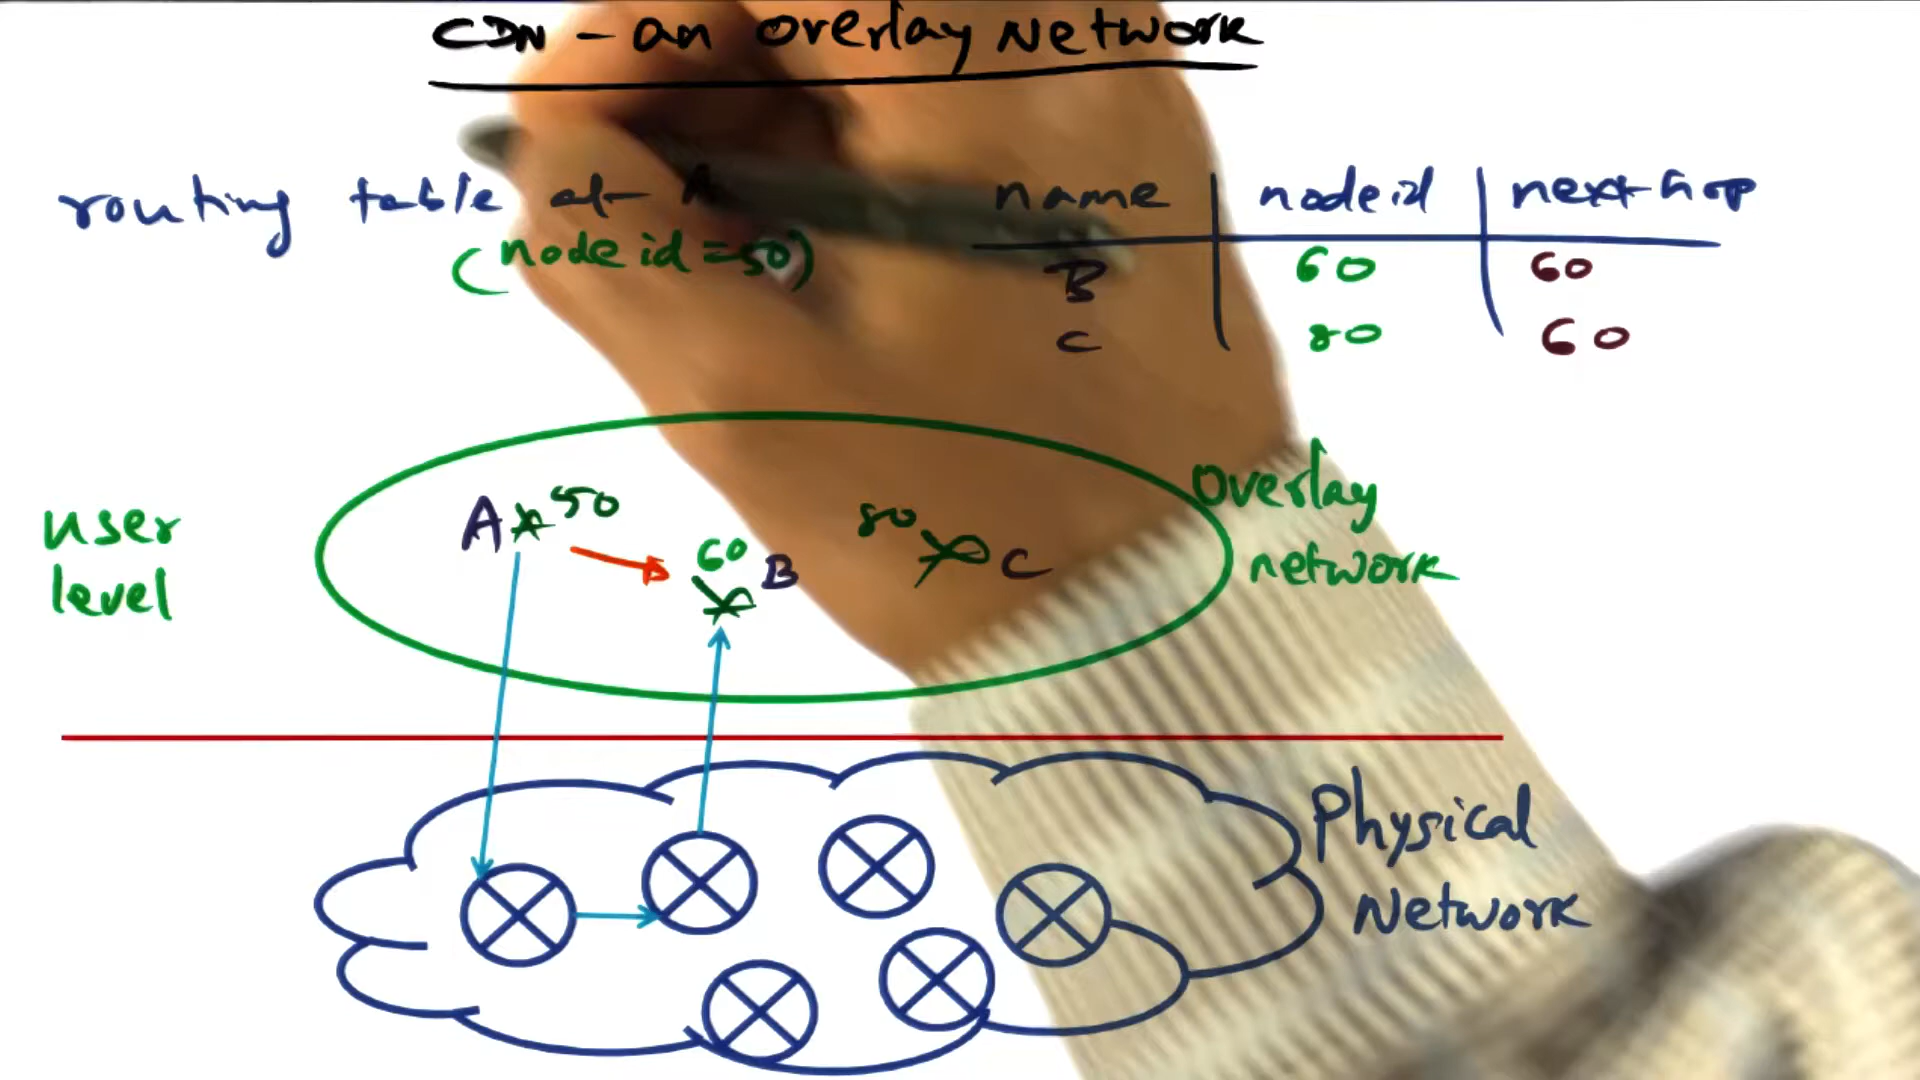 CDN - an overlay Network
routing table at A
(node id = 50)
name node id next hop
B 60 60
C 80 60
user
level
A 50
60 B
80 C
Overlay
network
Physical
Network